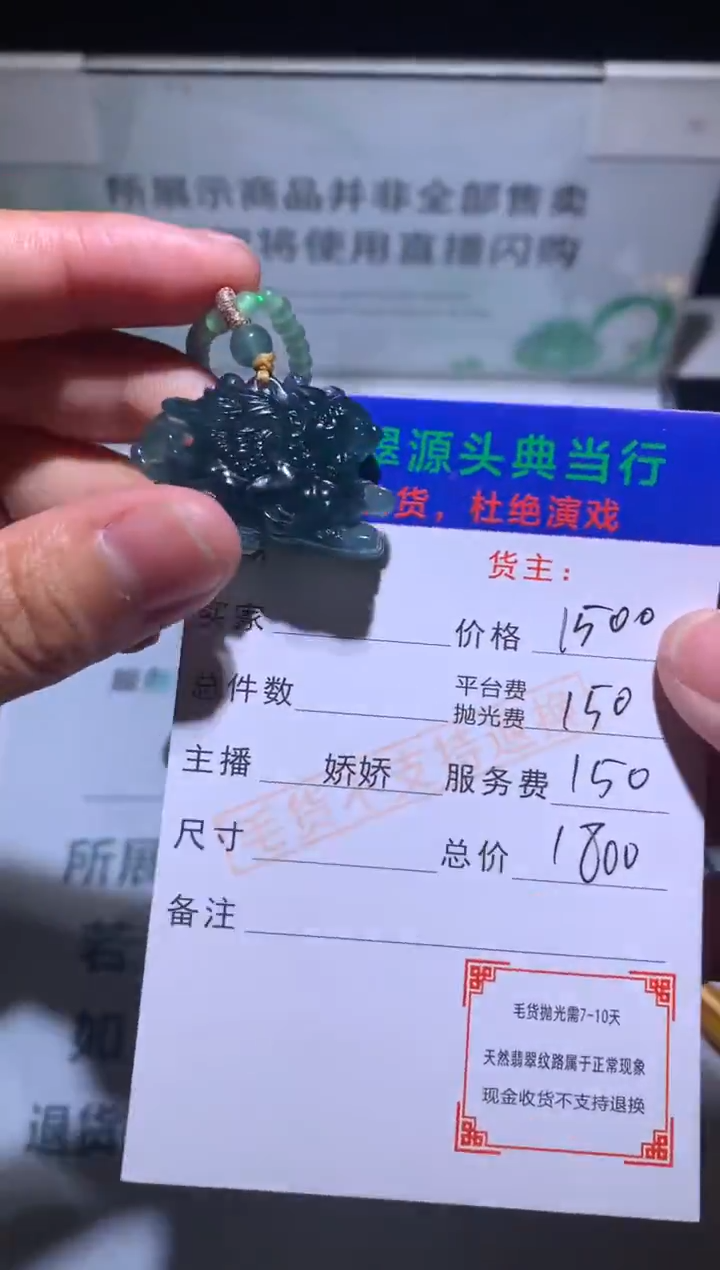 所展示商品并非全部售卖
将使用直播闪购
翠源头典当行
货，杜绝演戏
货主：
买家
价格 1500
总件数
平台费
抛光费 150
主播 娇娇 服务费 150
毛货不支持退换
尺寸 总价 1800
备注
毛货抛光需7-10天
天然翡翠纹路属于正常现象
现金收货不支持退换
所展
若
如
退货